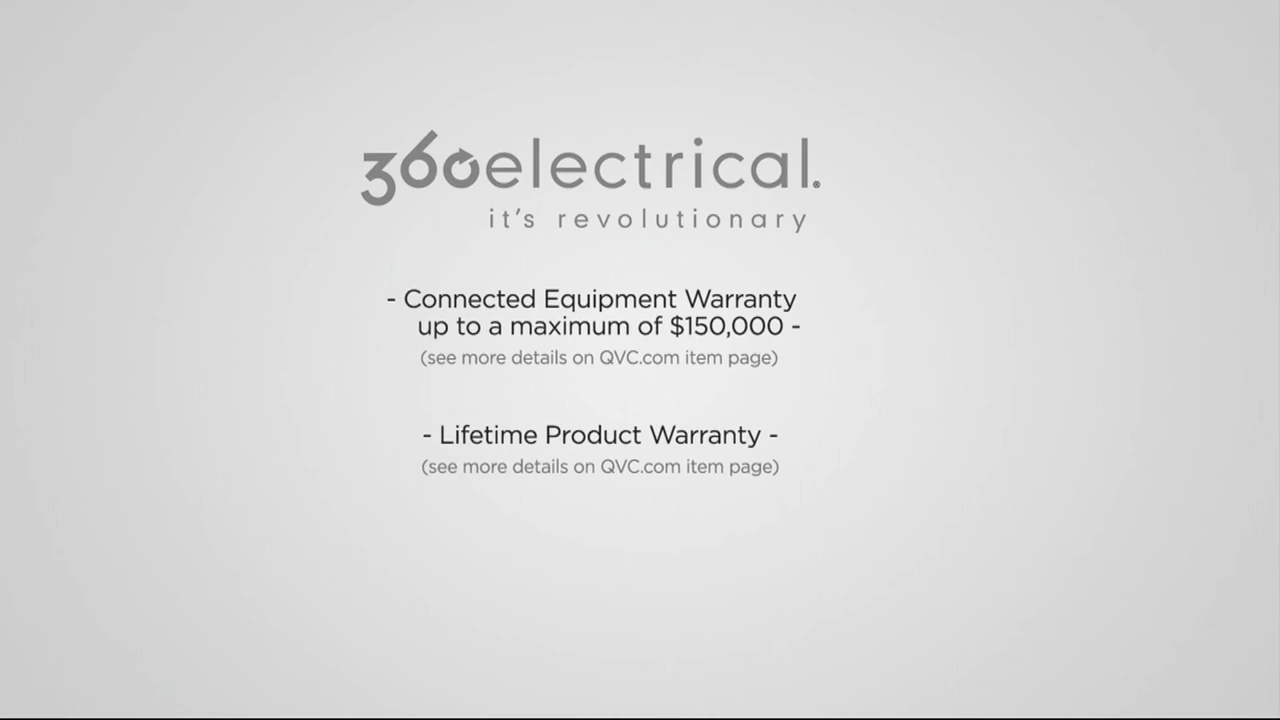 360electrical®
it's revolutionary
- Connected Equipment Warranty
up to a maximum of $150,000 -
(see more details on QVC.com item page)
- Lifetime Product Warranty -
(see more details on QVC.com item page)